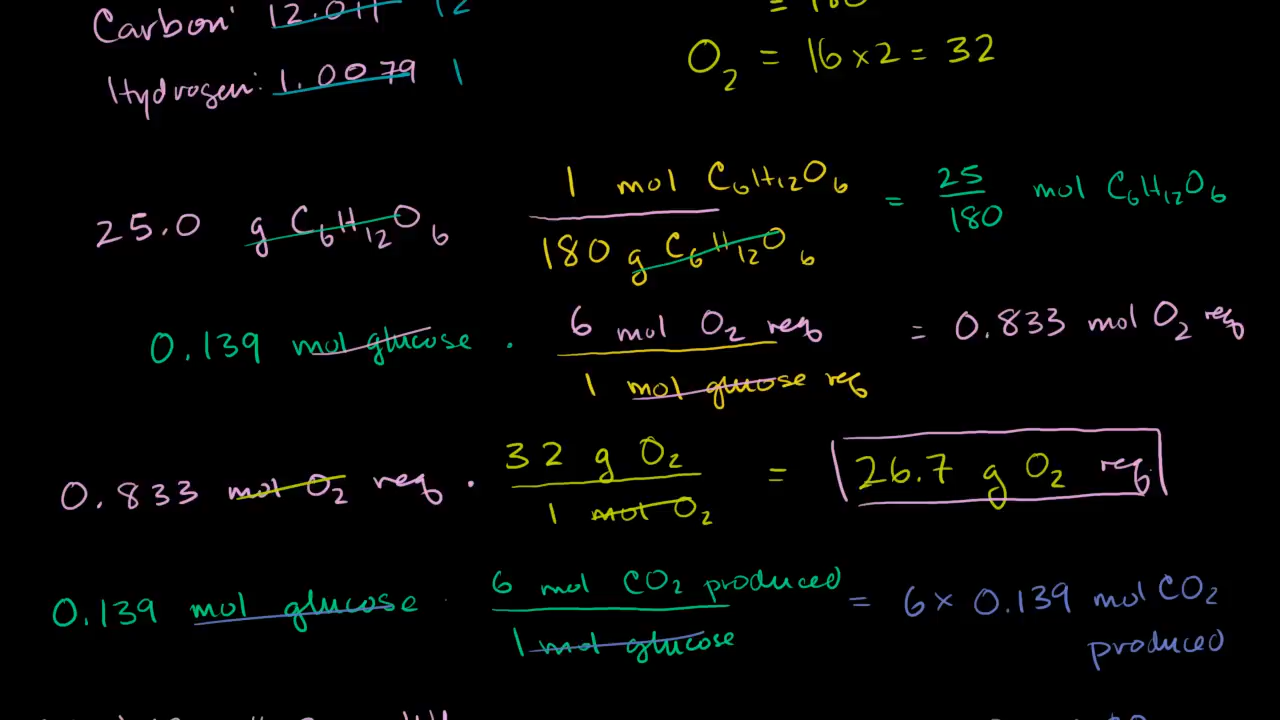 Carbon: 12.011 12
= 180
Hydrogen: 1.0079 1
O₂ = 16 × 2 = 32
25.0 g C₆H₁₂O₆ 1 mol C₆H₁₂O₆ / 180 g C₆H₁₂O₆ = 25/180 mol C₆H₁₂O₆
0.139 mol glucose · 6 mol O₂ req / 1 mol glucose req = 0.833 mol O₂ req
0.833 mol O₂ req · 32 g O₂ / 1 mol O₂ = 26.7 g O₂ req.
0.139 mol glucose · 6 mol CO₂ produced / 1 mol glucose = 6 × 0.139 mol CO₂
produced